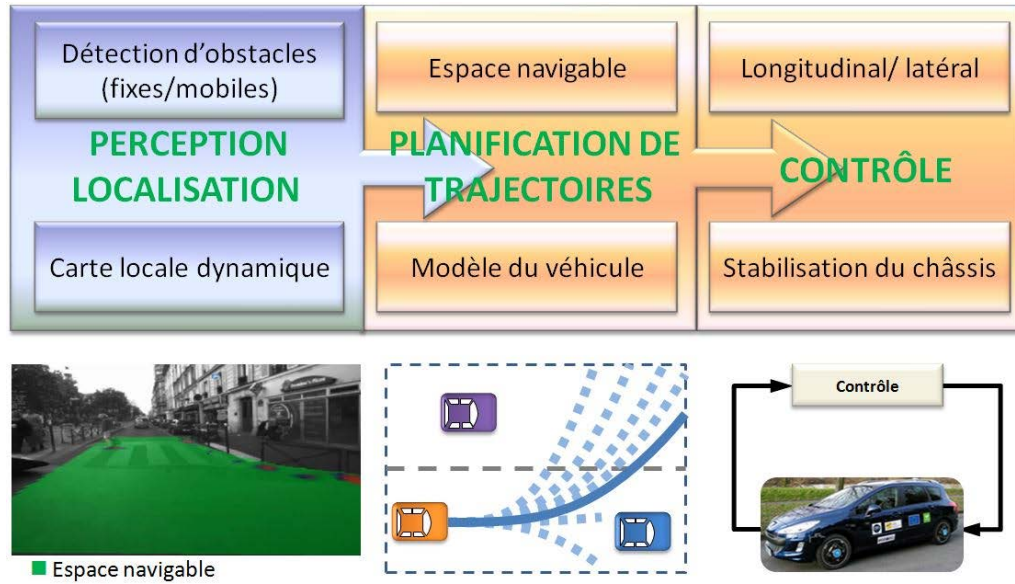 Détection d'obstacles
(fixes/mobiles)
PERCEPTION
LOCALISATION
Carte locale dynamique
Espace navigable
PLANIFICATION DE
TRAJECTOIRES
Modèle du véhicule
Longitudinal/ latéral
CONTRÔLE
Stabilisation du châssis
Espace navigable
Contrôle